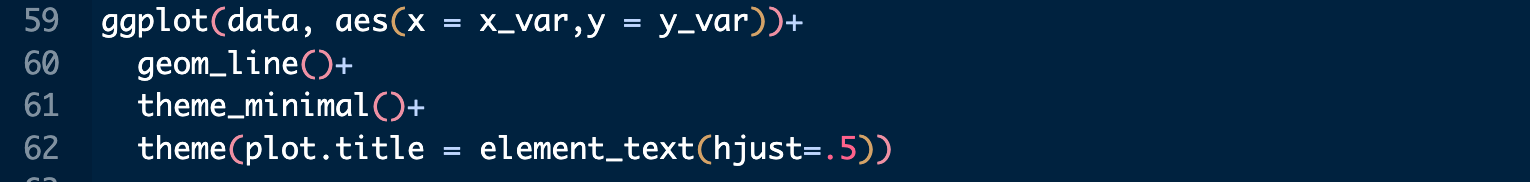 59 ggplot(data, aes(x = x_var,y = y_var))+
60   geom_line()+
61   theme_minimal()+
62   theme(plot.title = element_text(hjust=.5))